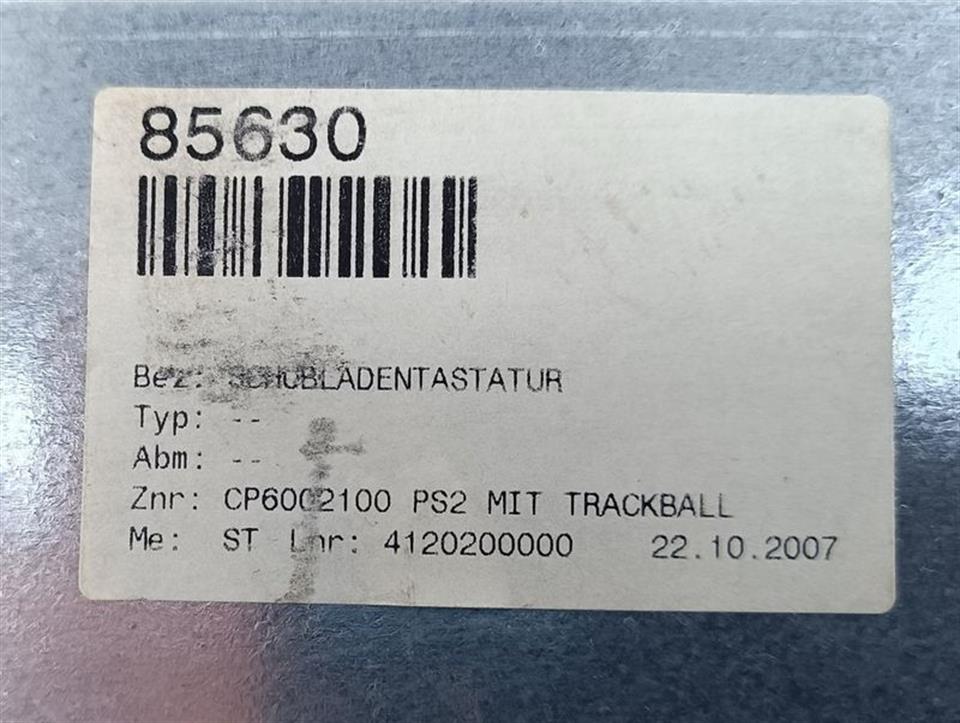 85630
Bez: SCHUBLADENTASTATUR
Typ: --
Abm: --
Znr: CP6002100 PS2 MIT TRACKBALL
Me: ST Lnr: 4120200000 22.10.2007